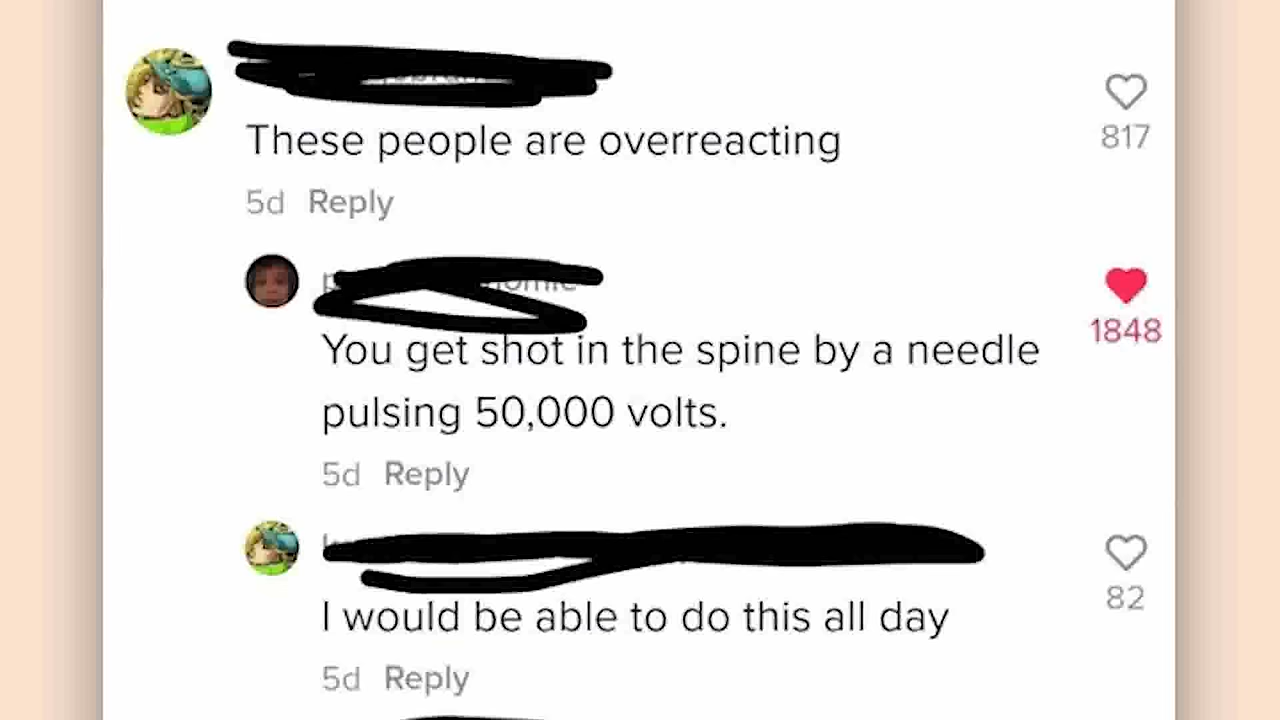 These people are overreacting
817
5d Reply
You get shot in the spine by a needle
1848
pulsing 50,000 volts.
5d Reply
82
I would be able to do this all day
5d Reply